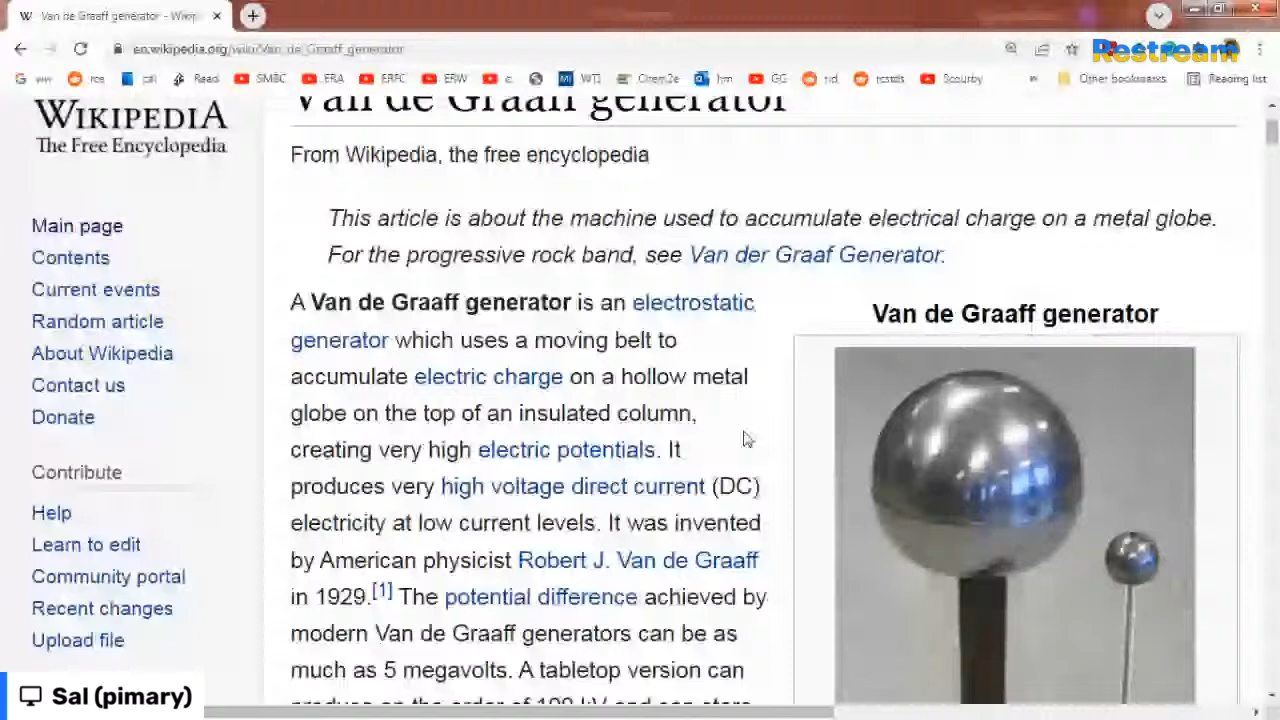 Van de Graaff generator - Wikip
Restream
en.wikipedia.org/wiki/Van_de_Graaff_generator
Read SMBC ERFC ERW GG Scourby Other bookmarks Reading list
Van de Graaff generator
WIKIPEDIA
The Free Encyclopedia
From Wikipedia, the free encyclopedia
This article is about the machine used to accumulate electrical charge on a metal globe.
For the progressive rock band, see Van der Graaf Generator.
Main page
Contents
Current events
Random article
About Wikipedia
Contact us
Donate
Contribute
Help
Learn to edit
Community portal
Recent changes
Upload file
A Van de Graaff generator is an electrostatic
generator which uses a moving belt to
accumulate electric charge on a hollow metal
globe on the top of an insulated column,
creating very high electric potentials. It
produces very high voltage direct current (DC)
electricity at low current levels. It was invented
by American physicist Robert J. Van de Graaff
in 1929.[1] The potential difference achieved by
modern Van de Graaff generators can be as
much as 5 megavolts. A tabletop version can
Van de Graaff generator
Sal (pimary)